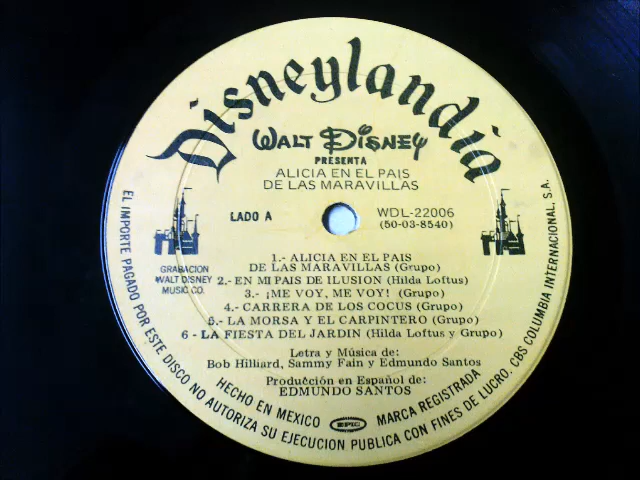 Disneylandia
WALT DISNEY
PRESENTA
ALICIA EN EL PAIS
DE LAS MARAVILLAS
LADO A
WDL-22006
(50-03-8540)
GRABACION
WALT DISNEY
MUSIC CO.
1.- ALICIA EN EL PAIS
DE LAS MARAVILLAS (Grupo)
2.- EN MI PAIS DE ILUSION (Hilda Loftus)
3.- ¡ME VOY, ME VOY! (Grupo)
4.- CARRERA DE LOS COCUS (Grupo)
5.- LA MORSA Y EL CARPINTERO (Grupo)
6 - LA FIESTA DEL JARDIN (Hilda Loftus y Grupo)
Letra y Música de:
Bob Hilliard, Sammy Fain y Edmundo Santos
Producción en Español de:
EDMUNDO SANTOS
HECHO EN MEXICO
EPIC
MARCA REGISTRADA
EL IMPORTE PAGADO POR ESTE DISCO NO AUTORIZA SU EJECUCION PUBLICA CON FINES DE LUCRO. CBS COLUMBIA INTERNACIONAL, S.A.